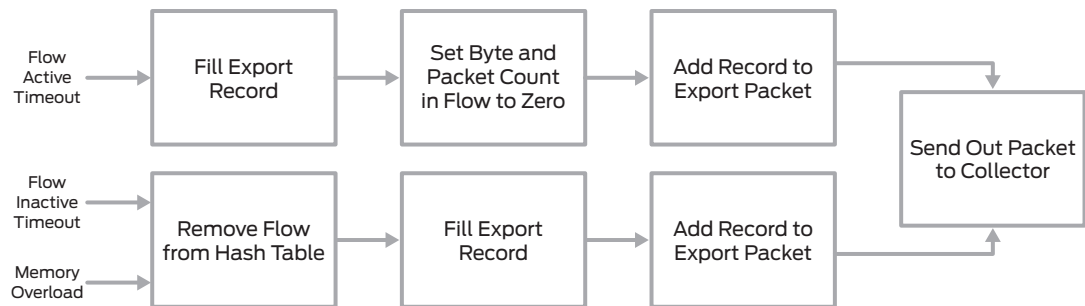 Flow
Active
Timeout
Fill Export
Record
Set Byte and
Packet Count
in Flow to Zero
Add Record to
Export Packet
Send Out Packet
to Collector
Flow
Inactive
Timeout
Memory
Overload
Remove Flow
from Hash Table
Fill Export
Record
Add Record to
Export Packet